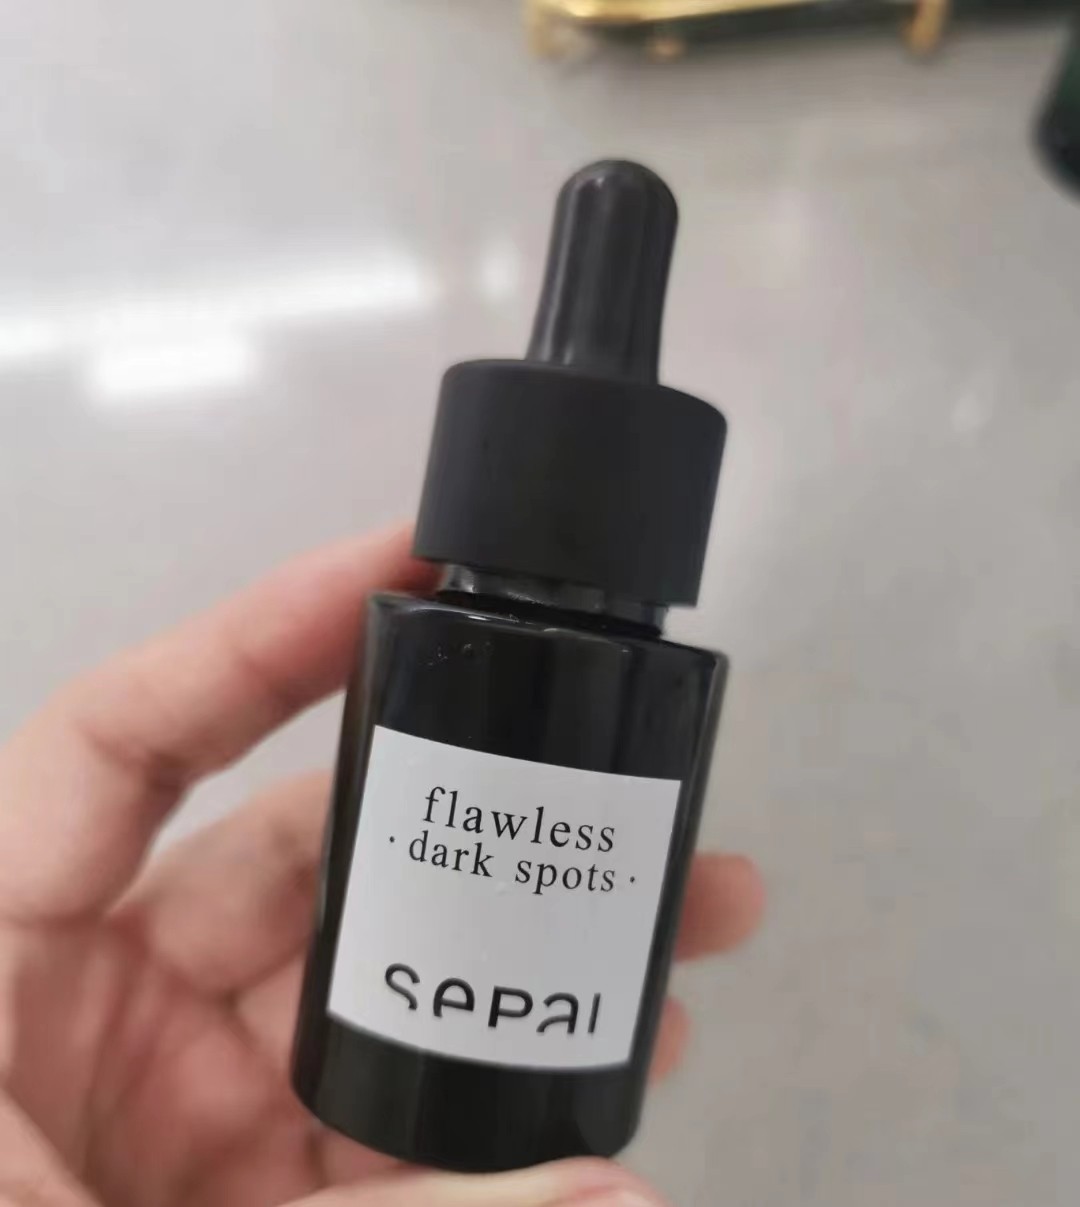 flawless
· dark spots ·
sepai